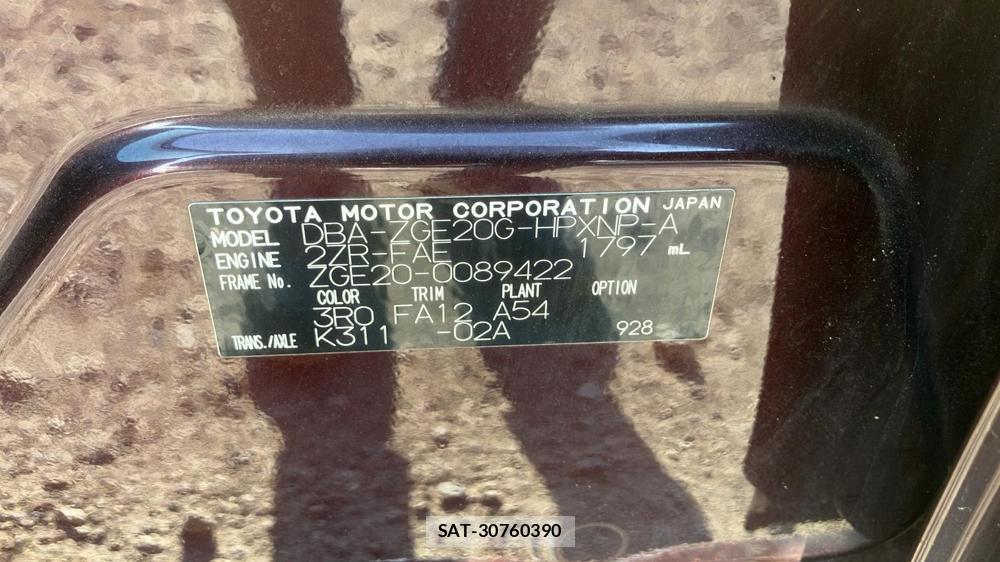 TOYOTA MOTOR CORPORATION JAPAN
MODEL DBA-ZGE20G-HPXNP-A
ENGINE 2ZR-FAE 1797 mL
FRAME No. ZGE20-0089422
COLOR TRIM PLANT OPTION
3R0 FA12 A54
TRANS./AXLE K311 -02A 928
SAT-30760390